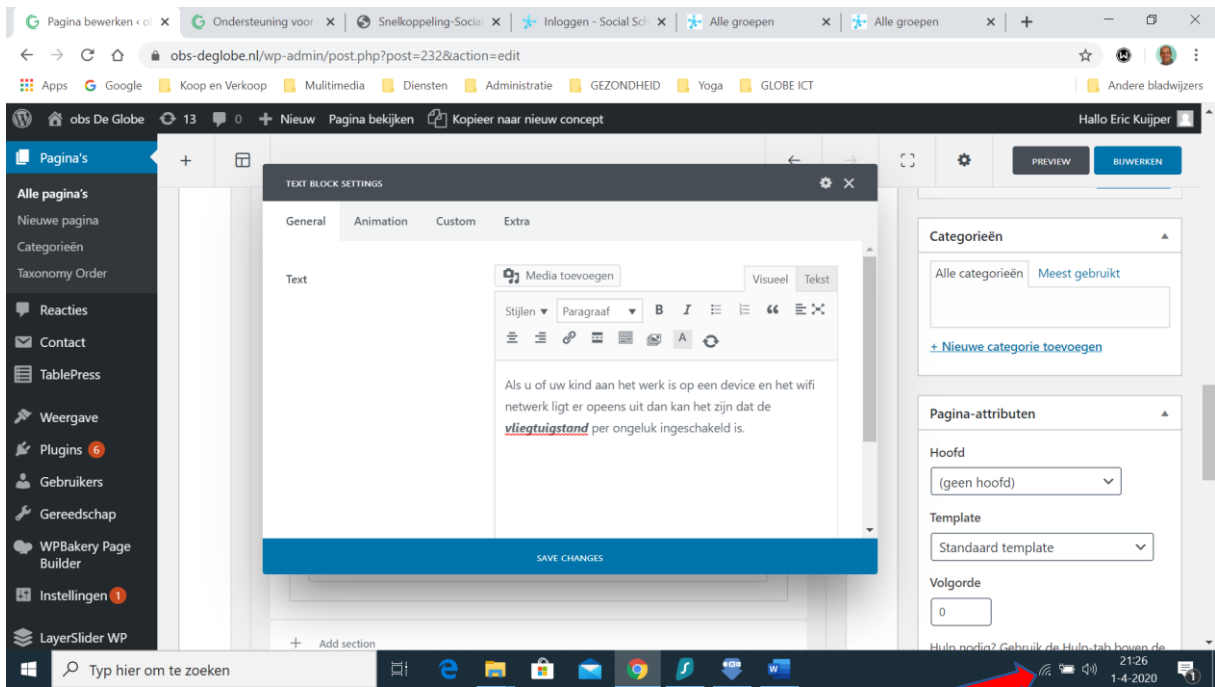 Pagina bewerken ‹ ol
Ondersteuning voor
Snelkoppeling-Social
Inloggen - Social Sch
Alle groepen
Alle groepen
obs-deglobe.nl/wp-admin/post.php?post=232&action=edit
Apps Google Koop en Verkoop Mulitimedia Diensten Administratie GEZONDHEID Yoga GLOBE ICT Andere bladwijzers
obs De Globe 13 0 Nieuw Pagina bekijken Kopieer naar nieuw concept Hallo Eric Kuijper
Pagina's
Alle pagina's
Nieuwe pagina
Categorieën
Taxonomy Order
Reacties
Contact
TablePress
Weergave
Plugins 6
Gebruikers
Gereedschap
WPBakery Page
Builder
Instellingen 1
LayerSlider WP
PREVIEW BIJWERKEN
TEXT BLOCK SETTINGS
General Animation Custom Extra
Text
Media toevoegen
Visueel Tekst
Stijlen Paragraaf B I
A
Als u of uw kind aan het werk is op een device en het wifi
netwerk ligt er opeens uit dan kan het zijn dat de
vliegtuigstand per ongeluk ingeschakeld is.
SAVE CHANGES
Add section
Categorieën
Alle categorieën Meest gebruikt
+ Nieuwe categorie toevoegen
Pagina-attributen
Hoofd
(geen hoofd)
Template
Standaard template
Volgorde
0
Hulp nodig? Gebruik de Hulp-tab boven de
Typ hier om te zoeken
21:26
1-4-2020
1